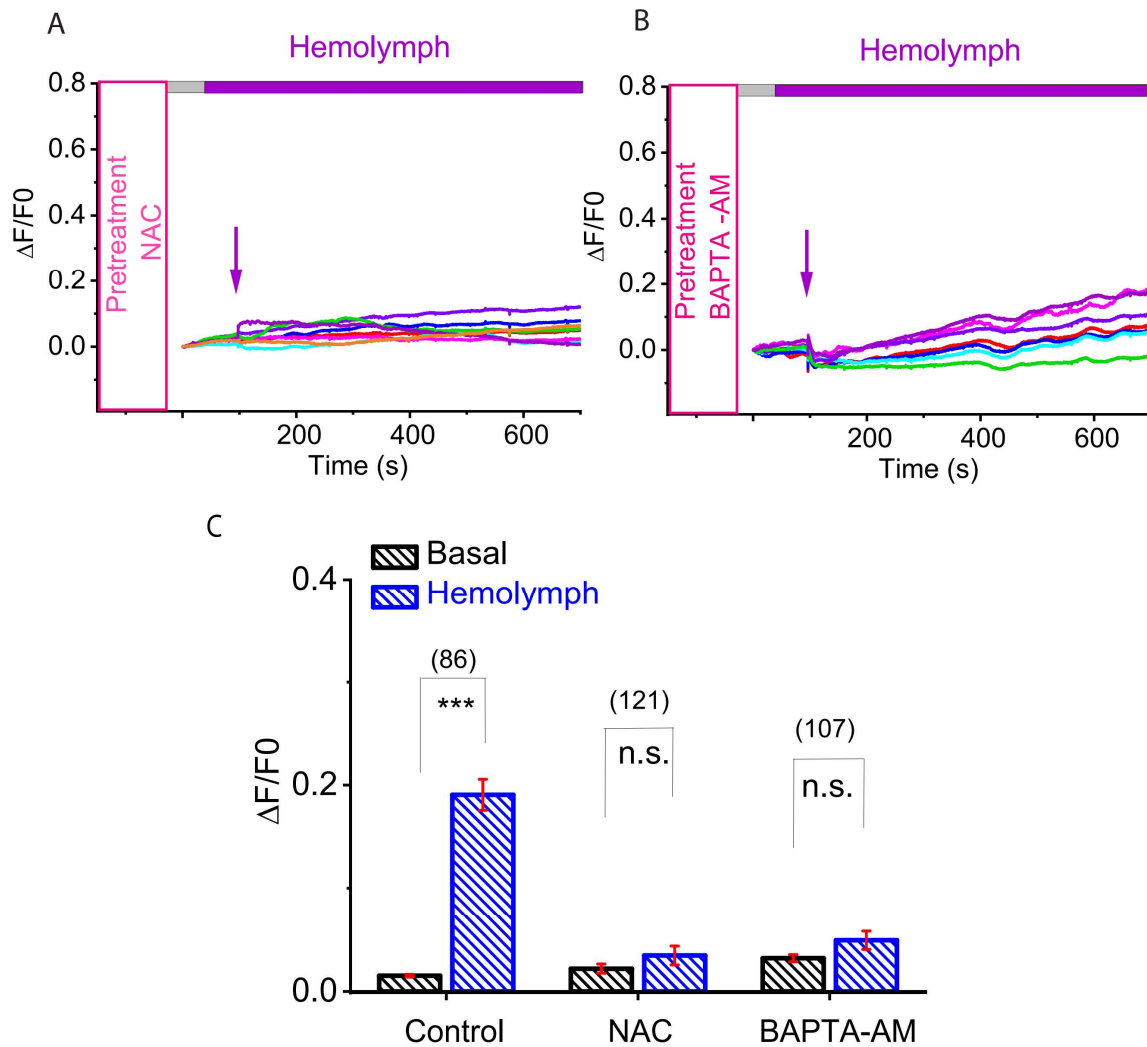 A
Hemolymph
0.8
0.6
0.4
0.2
0.0
ΔF/F0
Pretreatment
NAC
200
400
600
Time (s)
B
Hemolymph
0.8
0.6
0.4
0.2
0.0
ΔF/F0
Pretreatment
BAPTA -AM
200
400
600
Time (s)
C
Basal
Hemolymph
0.4
0.2
0.0
ΔF/F0
(86)
***
(121)
n.s.
(107)
n.s.
Control
NAC
BAPTA-AM